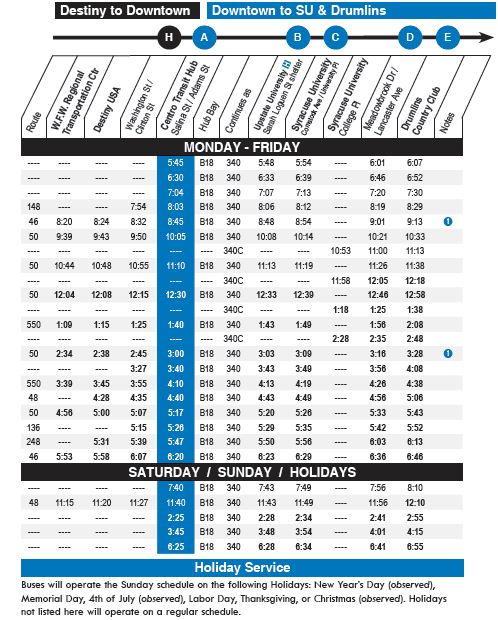 Destiny to Downtown Downtown to SU & Drumlins
H A B C D E
Route
W.F.W. Regional
Transportation Ctr
Destiny USA
Washington St /
Clinton St
Centro Transit Hub
Salina St / Adams St
Hub Bay
Continues as
Upstate University H
Sarah Loguen St shelter
Syracuse University
Comstock Ave (University Pl)
Syracuse University
College Pl
Meadowbrook Dr /
Lancaster Ave
Drumlins
Country Club
Notes
MONDAY - FRIDAY
---- ---- ---- ---- 5:45 B18 340 5:48 5:54 6:01 6:07
---- ---- ---- ---- 6:30 B18 340 6:33 6:39 6:46 6:52
---- ---- ---- ---- 7:04 B18 340 7:07 7:13 7:20 7:30
148 ---- ---- 7:54 8:03 B18 340 8:06 8:12 ---- 8:19 8:29
46 8:20 8:24 8:32 8:45 B18 340 8:48 8:54 ---- 9:01 9:13 1
50 9:39 9:43 9:50 10:05 B18 340 10:08 10:14 ---- 10:21 10:33
---- ---- ---- ---- ---- 340C ---- ---- 10:53 11:00 11:13
50 10:44 10:48 10:55 11:10 B18 340 11:13 11:19 ---- 11:26 11:38
---- ---- ---- ---- ---- 340C ---- ---- 11:58 12:05 12:18
50 12:04 12:08 12:15 12:30 B18 340 12:33 12:39 ---- 12:46 12:58
---- ---- ---- ---- ---- 340C ---- ---- 1:18 1:25 1:38
550 1:09 1:15 1:25 1:40 B18 340 1:43 1:49 ---- 1:56 2:08
---- ---- ---- ---- ---- 340C ---- ---- 2:28 2:35 2:48
50 2:34 2:38 2:45 3:00 B18 340 3:03 3:09 ---- 3:16 3:28 1
---- ---- ---- 3:27 3:40 B18 340 3:43 3:49 ---- 3:56 4:08
550 3:39 3:45 3:55 4:10 B18 340 4:13 4:19 ---- 4:26 4:38
48 ---- 4:28 4:35 4:40 B18 340 4:43 4:49 ---- 4:56 5:06
50 4:56 5:00 5:07 5:17 B18 340 5:20 5:26 ---- 5:33 5:43
136 ---- ---- 5:15 5:26 B18 340 5:29 5:35 ---- 5:42 5:52
248 ---- 5:31 5:39 5:47 B18 340 5:50 5:56 ---- 6:03 6:13
46 5:53 5:58 6:07 6:20 B18 340 6:23 6:29 ---- 6:36 6:46
SATURDAY / SUNDAY / HOLIDAYS
---- ---- ---- ---- 7:40 B18 340 7:43 7:49 ---- 7:56 8:10
48 11:15 11:20 11:27 11:40 B18 340 11:43 11:49 ---- 11:56 12:10
---- ---- ---- ---- 2:25 B18 340 2:28 2:34 ---- 2:41 2:55
---- ---- ---- ---- 3:45 B18 340 3:48 3:54 ---- 4:01 4:15
---- ---- ---- ---- 6:25 B18 340 6:28 6:34 ---- 6:41 6:55
Holiday Service
Buses will operate the Sunday schedule on the following Holidays: New Year's Day (observed),
Memorial Day, 4th of July (observed), Labor Day, Thanksgiving, or Christmas (observed). Holidays
not listed here will operate on a regular schedule.